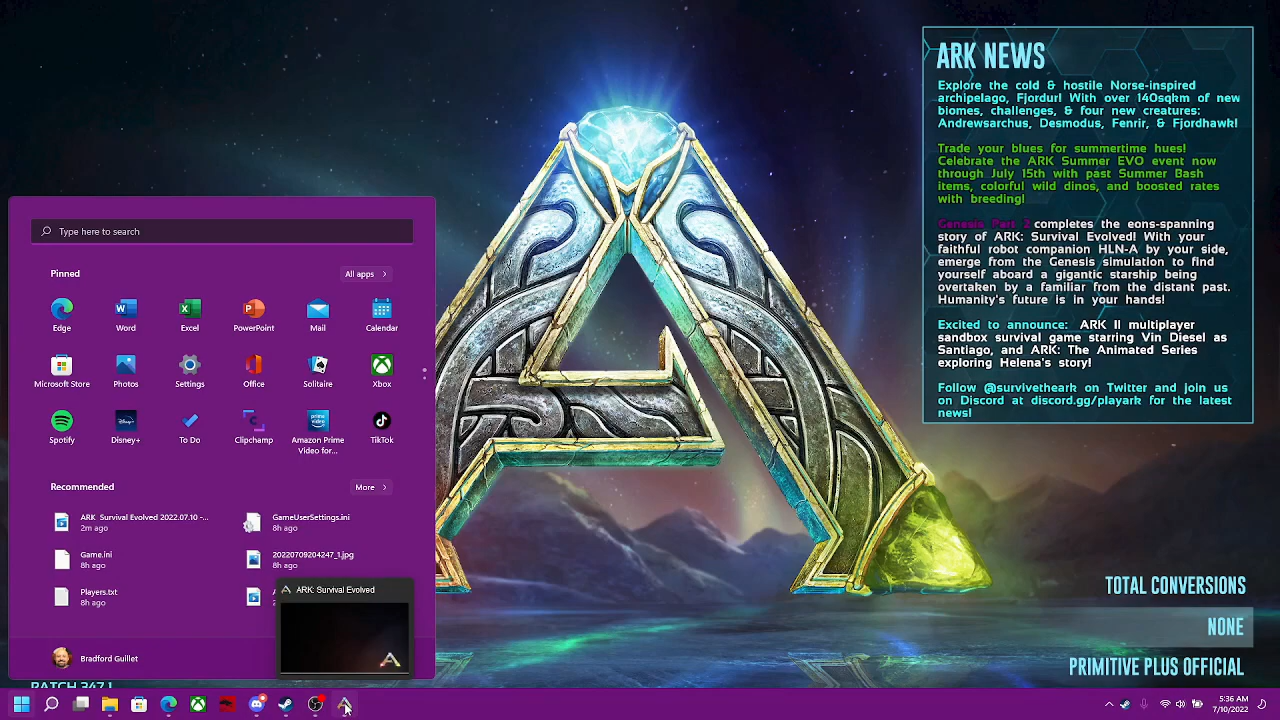 ARK NEWS
Explore the cold & hostile Norse-inspired
archipelago, Fjordur! With over 140sqkm of new
biomes, challenges, & four new creatures:
Andrewsarchus, Desmodus, Fenrir, & Fjordhawk!
Trade your blues for summertime hues!
Celebrate the ARK Summer EVO event now
through July 15th with past Summer Bash
items, colorful wild dinos, and boosted rates
with breeding!
Genesis Part 2 completes the eons-spanning
story of ARK: Survival Evolved! With your
faithful robot companion HLN-A by your side,
emerge from the Genesis simulation to find
yourself aboard a gigantic starship being
overtaken by a familiar from the distant past.
Humanity's future is in your hands!
Excited to announce: ARK II multiplayer
sandbox survival game starring Vin Diesel as
Santiago, and ARK: The Animated Series
exploring Helena's story!
Follow @survivetheark on Twitter and join us
on Discord at discord.gg/playark for the latest
news!
Type here to search
Pinned
All apps
Edge
Word
Excel
PowerPoint
Mail
Calendar
Microsoft Store
Photos
Settings
Office
Solitaire
Xbox
Spotify
Disney+
To Do
Clipchamp
Amazon Prime
Video for...
TikTok
Recommended
More
ARK Survival Evolved 2022.07.10 -...
2m ago
GameUserSettings.ini
8h ago
Game.ini
8h ago
20220709204247_1.jpg
8h ago
Players.txt
8h ago
ARK: Survival Evolved
Bradford Guillet
TOTAL CONVERSIONS
NONE
PRIMITIVE PLUS OFFICIAL
PATCH 347.1
5:36 AM
7/10/2022